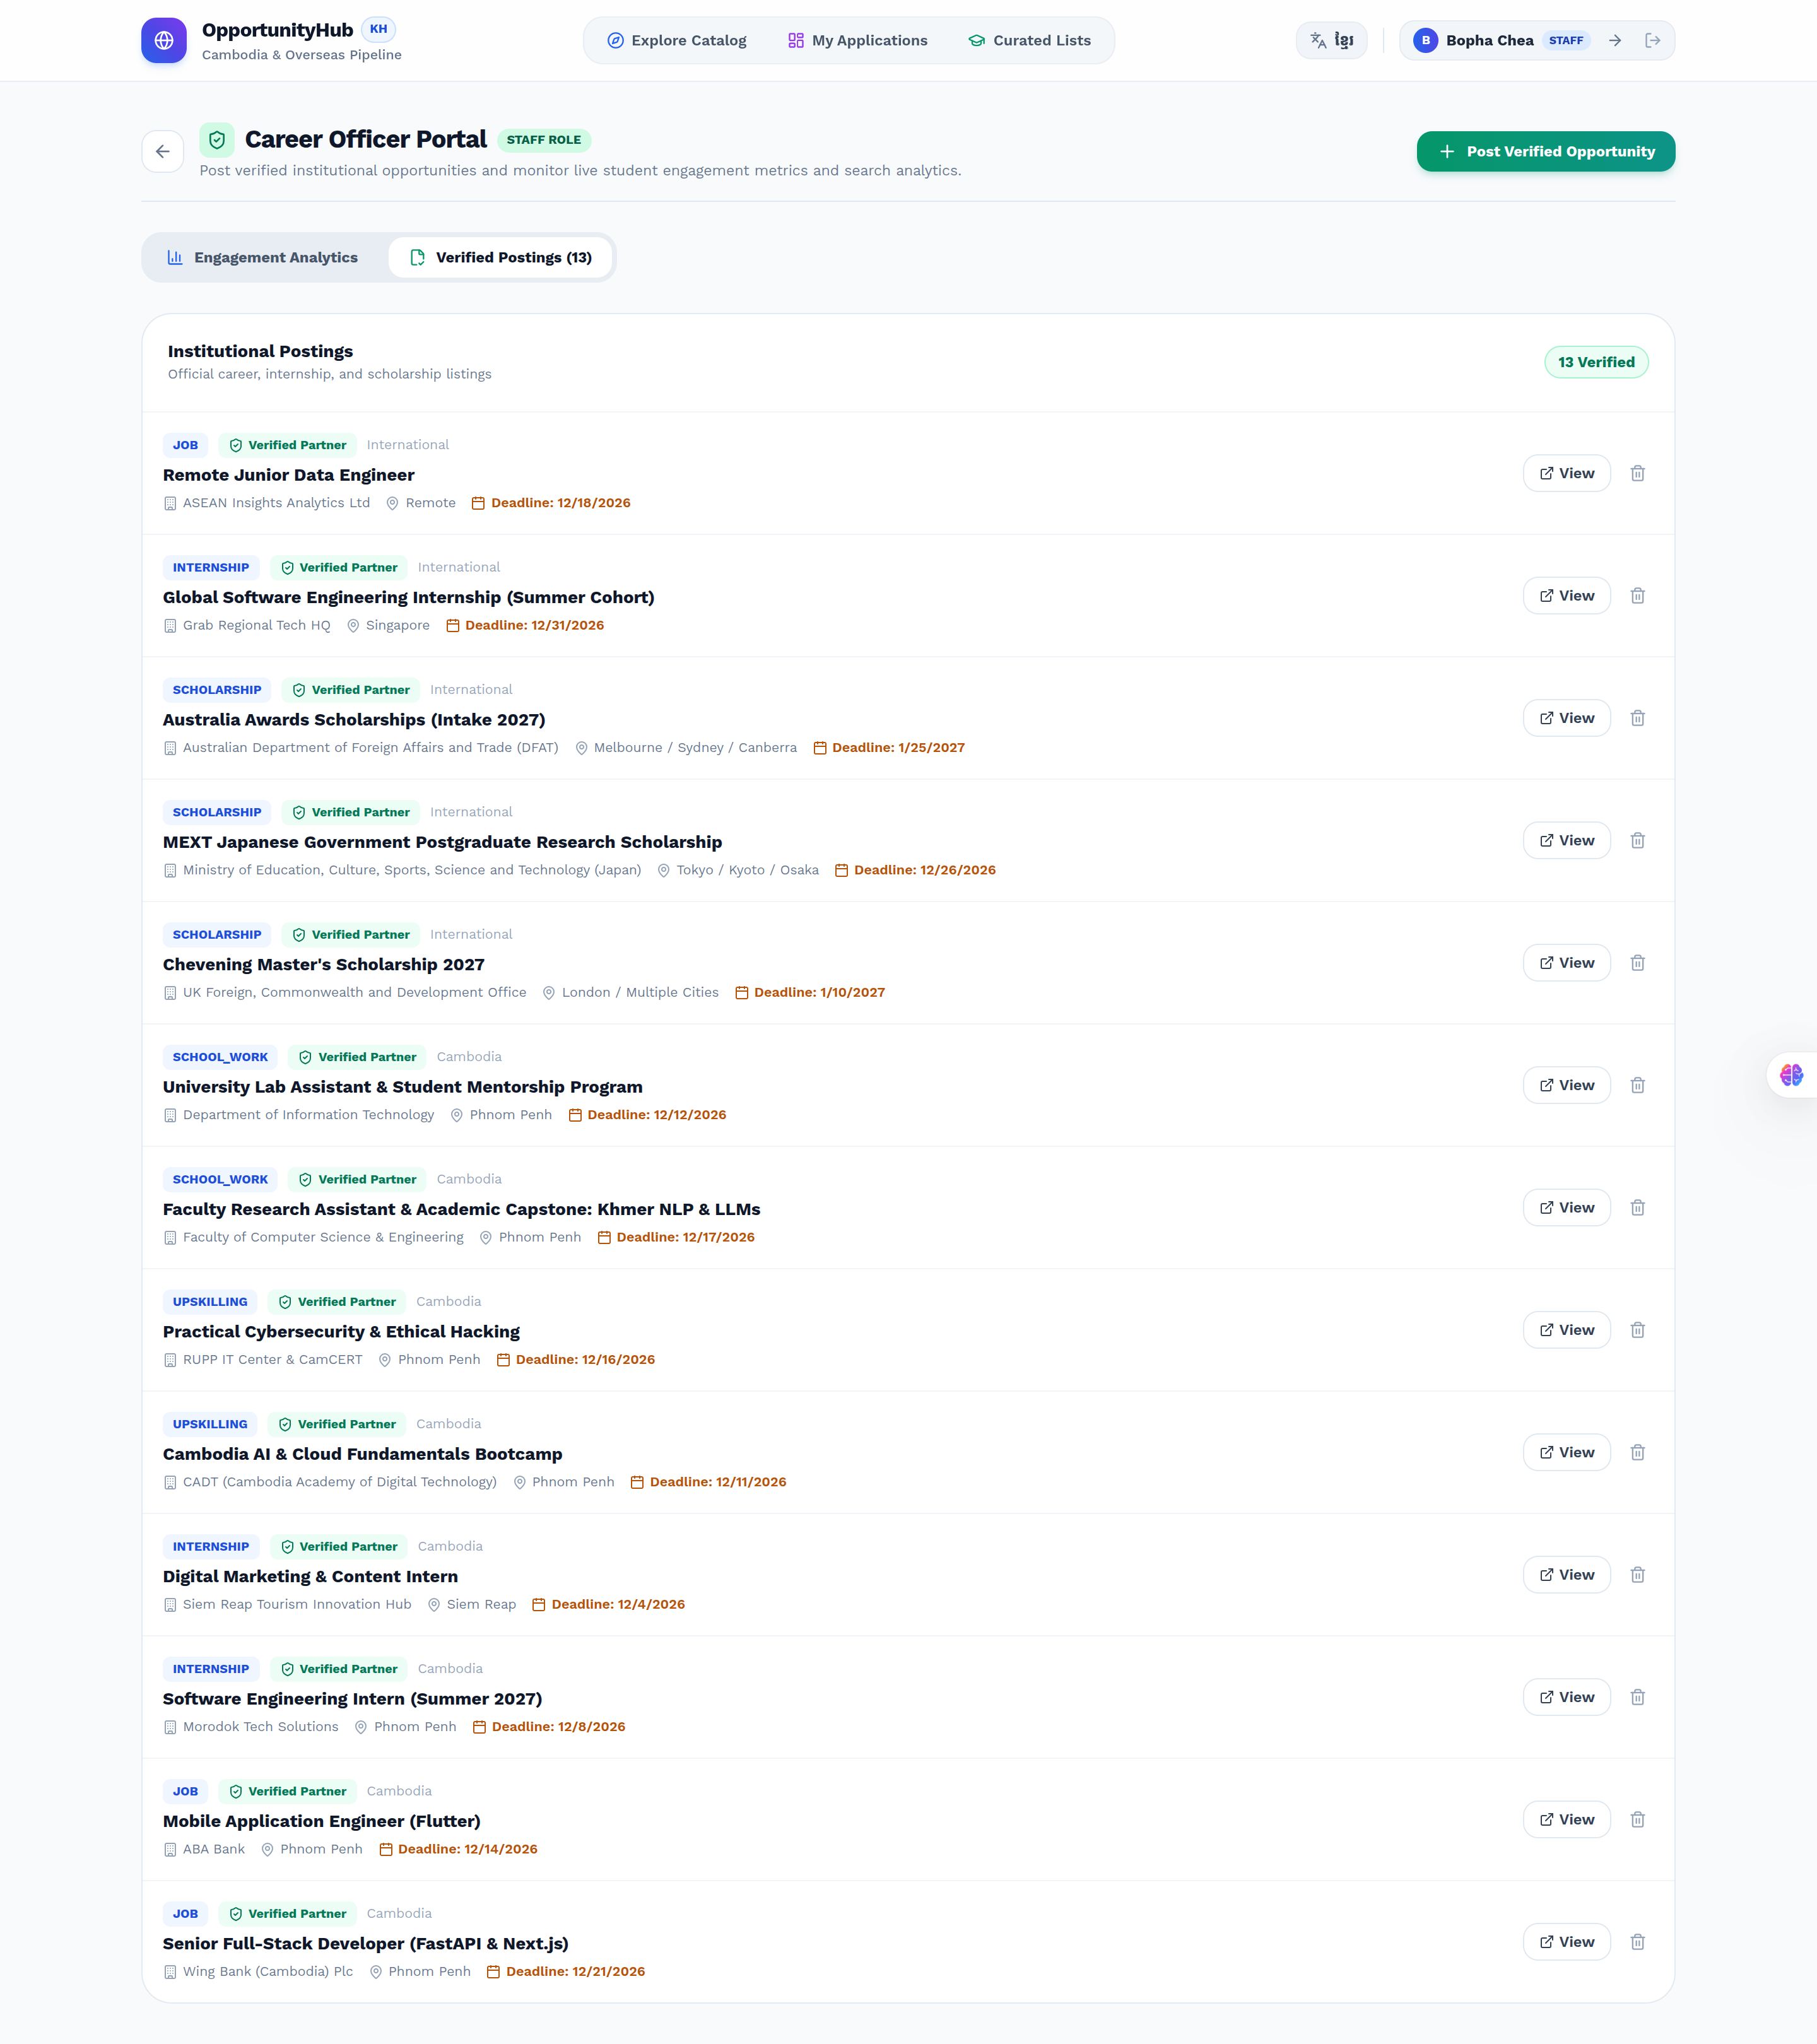 OpportunityHub KH
Cambodia & Overseas Pipeline
Explore Catalog
My Applications
Curated Lists
ខ្មែរ
B Bopha Chea STAFF
Career Officer Portal STAFF ROLE
Post verified institutional opportunities and monitor live student engagement metrics and search analytics.
Post Verified Opportunity
Engagement Analytics
Verified Postings (13)
Institutional Postings
Official career, internship, and scholarship listings
13 Verified
JOB Verified Partner International
Remote Junior Data Engineer
ASEAN Insights Analytics Ltd Remote Deadline: 12/18/2026
View
INTERNSHIP Verified Partner International
Global Software Engineering Internship (Summer Cohort)
Grab Regional Tech HQ Singapore Deadline: 12/31/2026
View
SCHOLARSHIP Verified Partner International
Australia Awards Scholarships (Intake 2027)
Australian Department of Foreign Affairs and Trade (DFAT) Melbourne / Sydney / Canberra Deadline: 1/25/2027
View
SCHOLARSHIP Verified Partner International
MEXT Japanese Government Postgraduate Research Scholarship
Ministry of Education, Culture, Sports, Science and Technology (Japan) Tokyo / Kyoto / Osaka Deadline: 12/26/2026
View
SCHOLARSHIP Verified Partner International
Chevening Master's Scholarship 2027
UK Foreign, Commonwealth and Development Office London / Multiple Cities Deadline: 1/10/2027
View
SCHOOL_WORK Verified Partner Cambodia
University Lab Assistant & Student Mentorship Program
Department of Information Technology Phnom Penh Deadline: 12/12/2026
View
SCHOOL_WORK Verified Partner Cambodia
Faculty Research Assistant & Academic Capstone: Khmer NLP & LLMs
Faculty of Computer Science & Engineering Phnom Penh Deadline: 12/17/2026
View
UPSKILLING Verified Partner Cambodia
Practical Cybersecurity & Ethical Hacking
RUPP IT Center & CamCERT Phnom Penh Deadline: 12/16/2026
View
UPSKILLING Verified Partner Cambodia
Cambodia AI & Cloud Fundamentals Bootcamp
CADT (Cambodia Academy of Digital Technology) Phnom Penh Deadline: 12/11/2026
View
INTERNSHIP Verified Partner Cambodia
Digital Marketing & Content Intern
Siem Reap Tourism Innovation Hub Siem Reap Deadline: 12/4/2026
View
INTERNSHIP Verified Partner Cambodia
Software Engineering Intern (Summer 2027)
Morodok Tech Solutions Phnom Penh Deadline: 12/8/2026
View
JOB Verified Partner Cambodia
Mobile Application Engineer (Flutter)
ABA Bank Phnom Penh Deadline: 12/14/2026
View
JOB Verified Partner Cambodia
Senior Full-Stack Developer (FastAPI & Next.js)
Wing Bank (Cambodia) Plc Phnom Penh Deadline: 12/21/2026
View